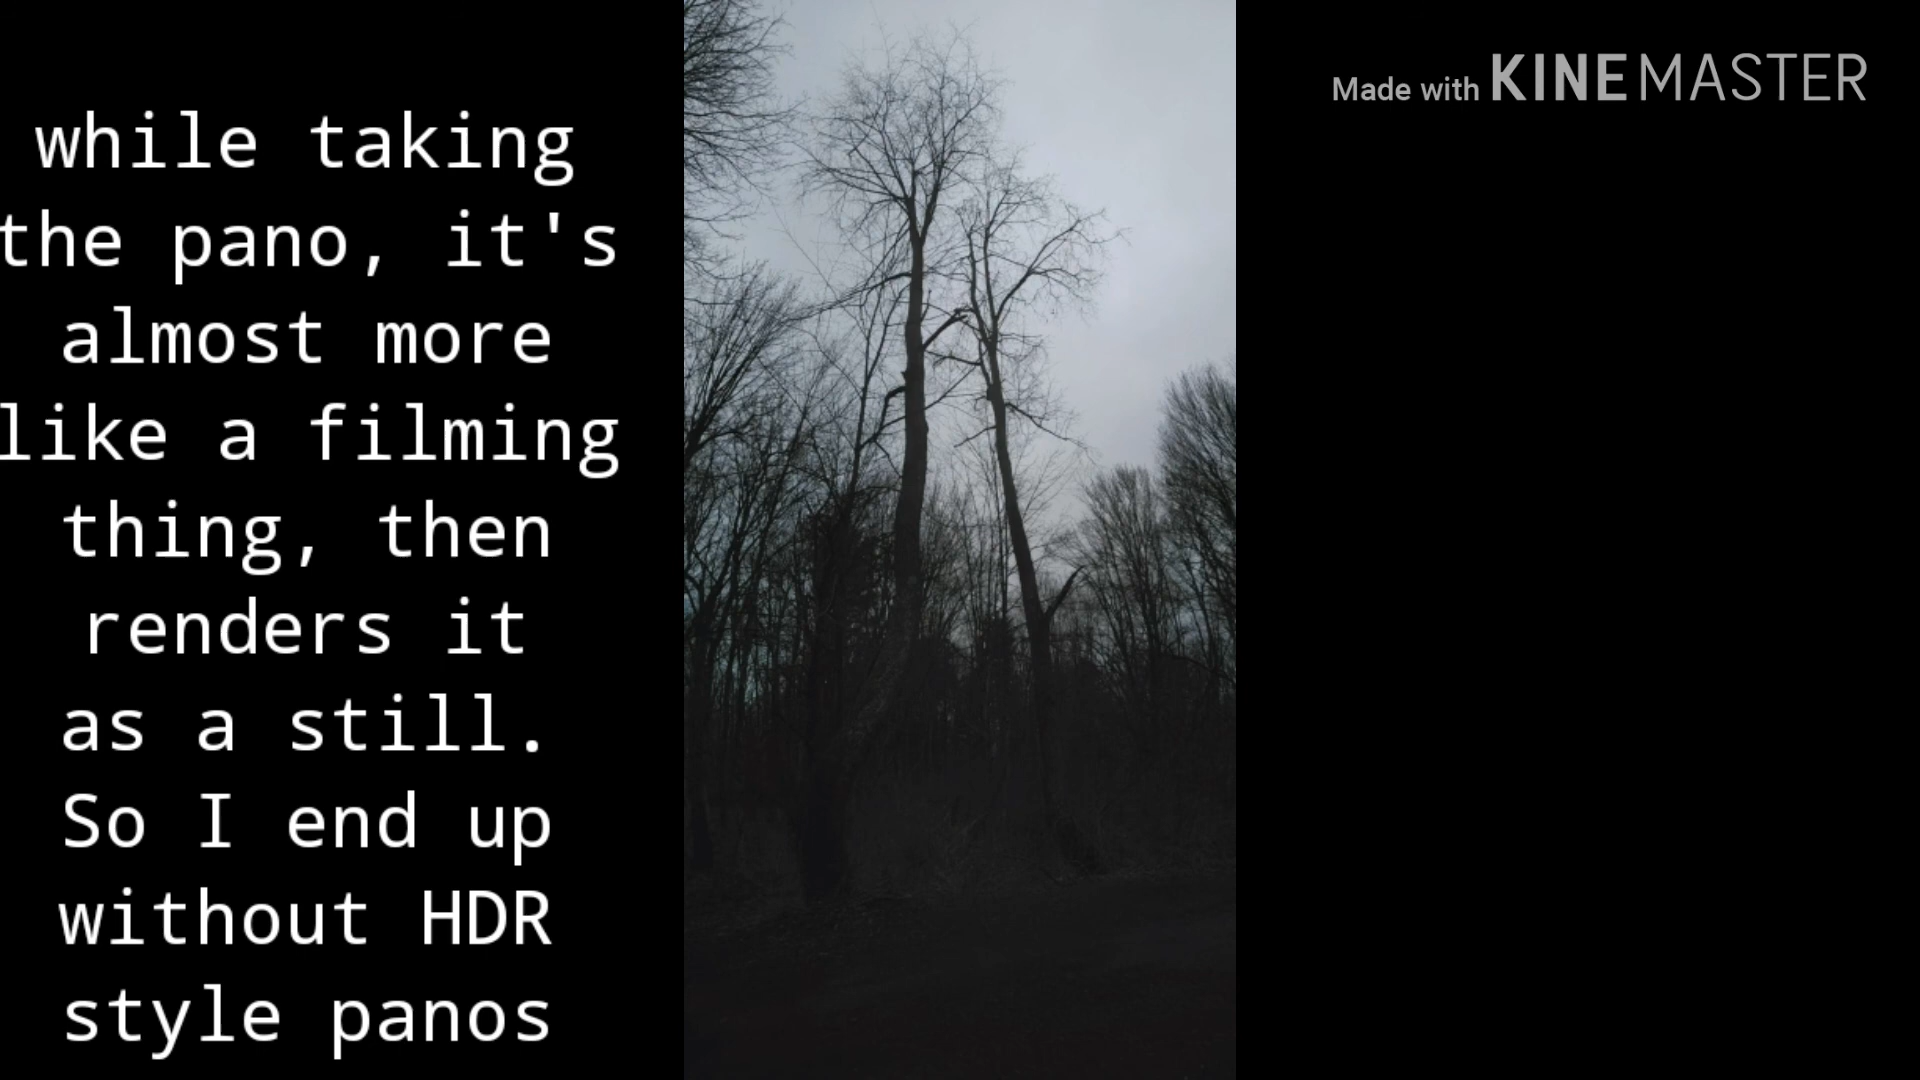 while taking
the pano, it's
almost more
like a filming
thing, then
renders it
as a still.
So I end up
without HDR
style panos
Made with KINEMASTER